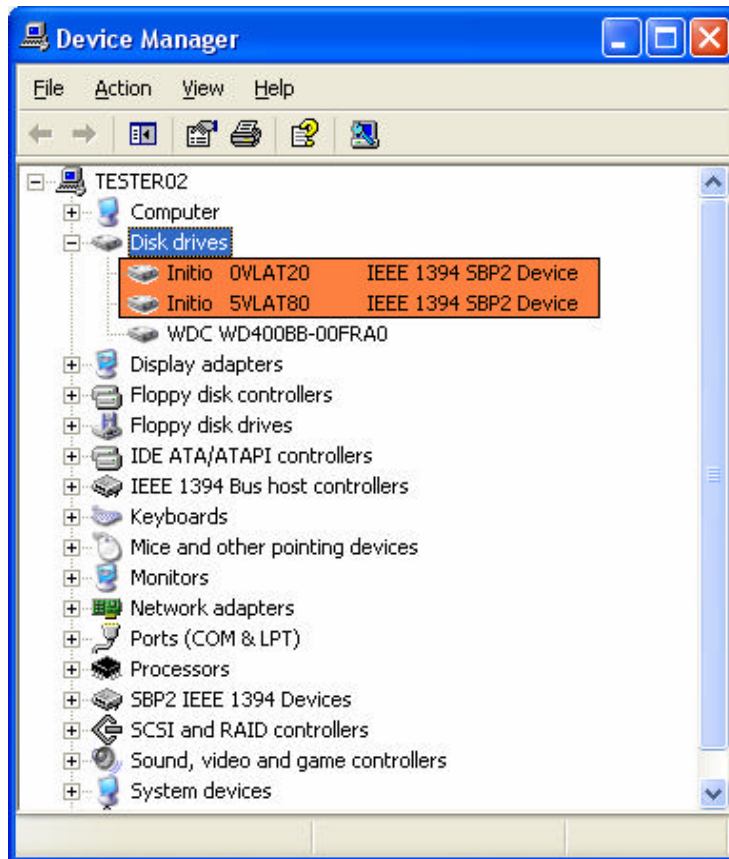 Device Manager
File Action View Help
TESTER02
Computer
Disk drives
Initio 0VLAT20 IEEE 1394 SBP2 Device
Initio 5VLAT80 IEEE 1394 SBP2 Device
WDC WD400BB-00FRA0
Display adapters
Floppy disk controllers
Floppy disk drives
IDE ATA/ATAPI controllers
IEEE 1394 Bus host controllers
Keyboards
Mice and other pointing devices
Monitors
Network adapters
Ports (COM & LPT)
Processors
SBP2 IEEE 1394 Devices
SCSI and RAID controllers
Sound, video and game controllers
System devices